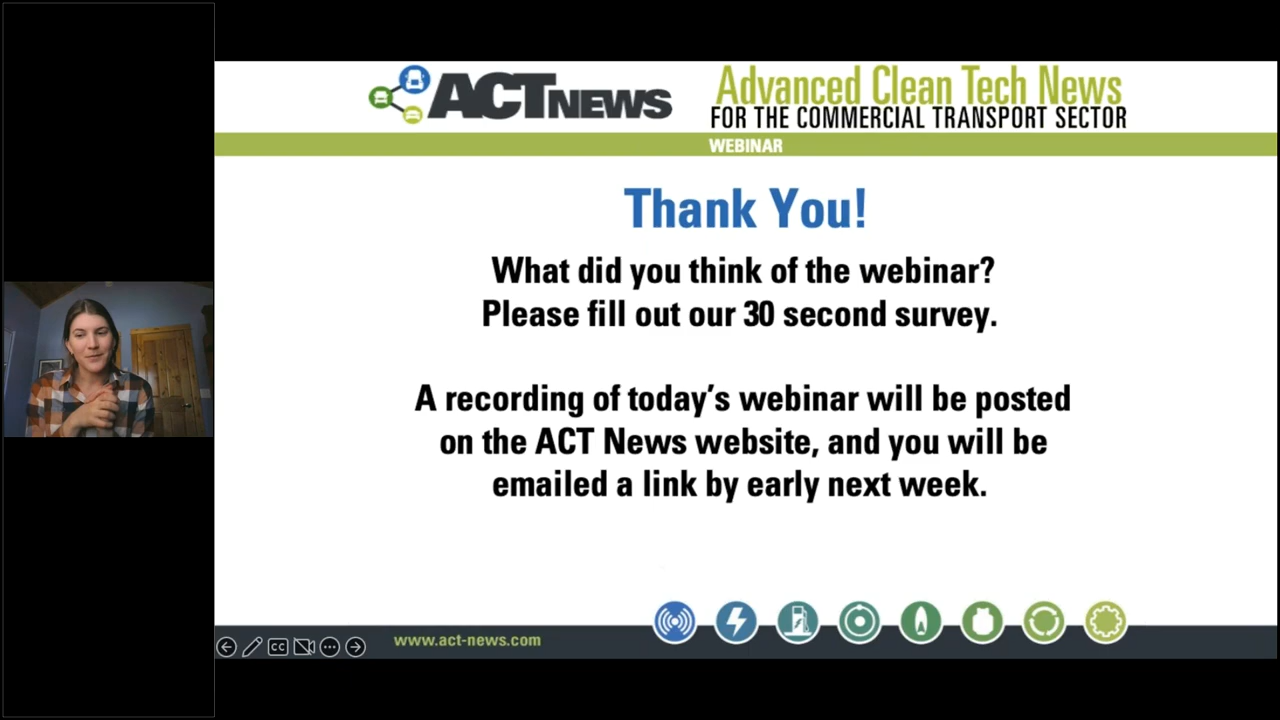 ACTNEWS
Advanced Clean Tech News
FOR THE COMMERCIAL TRANSPORT SECTOR
WEBINAR
Thank You!
What did you think of the webinar?
Please fill out our 30 second survey.
A recording of today's webinar will be posted
on the ACT News website, and you will be
emailed a link by early next week.
CC
www.act-news.com